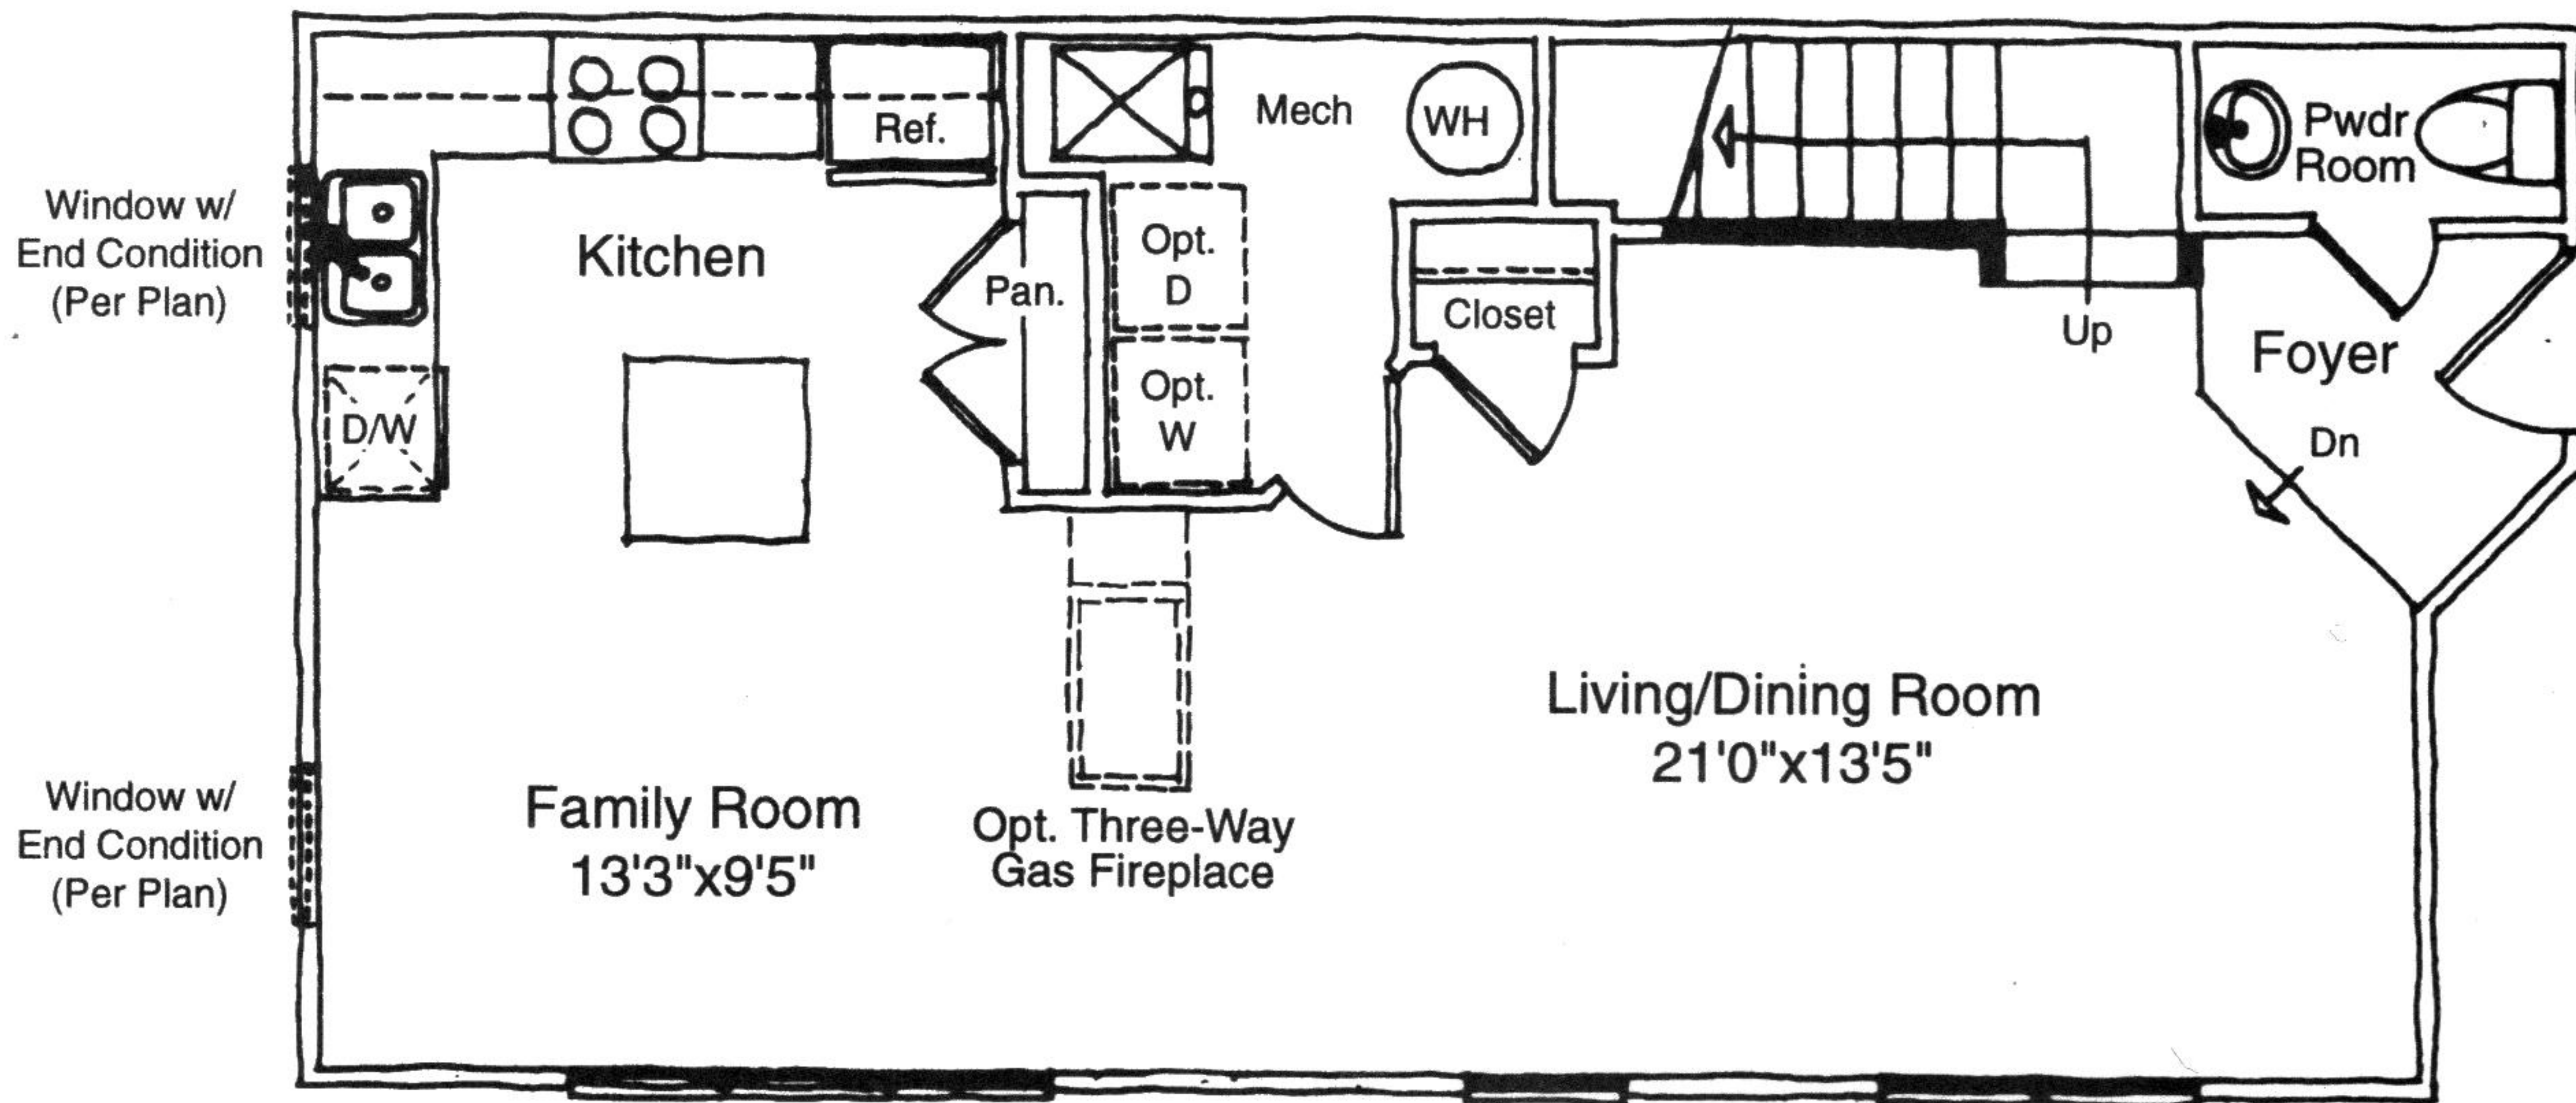 Window w/
End Condition
(Per Plan)
Window w/
End Condition
(Per Plan)
Kitchen
Ref.
D/W
Pan.
Mech
WH
Opt.
D
Opt.
W
Closet
Up
Pwdr
Room
Foyer
Dn
Family Room
13'3"x9'5"
Opt. Three-Way
Gas Fireplace
Living/Dining Room
21'0"x13'5"